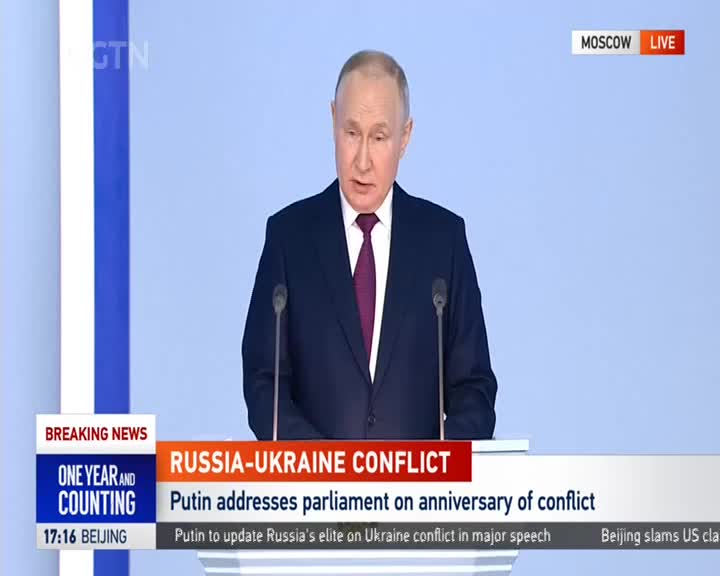 CGTN
MOSCOW LIVE
BREAKING NEWS
RUSSIA-UKRAINE CONFLICT
ONE YEAR AND
COUNTING
Putin addresses parliament on anniversary of conflict
17:16 BEIJING
Putin to update Russia's elite on Ukraine conflict in major speech
Beijing slams US cla